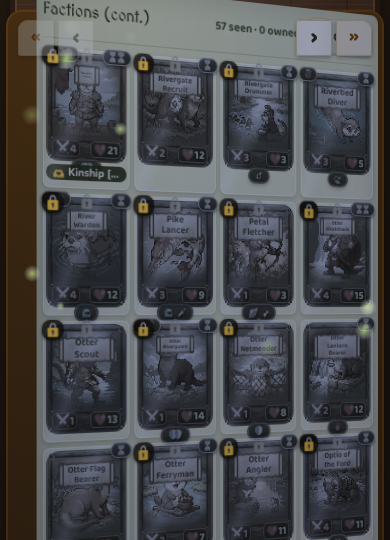 Factions (cont.)
57 seen · 0 owned
« ‹ › »
4 21
Kinship [...
Rivergate
Recruit
2 12
Rivergate
Drummer
3 3
Riverbed
Diver
3 5
River
Warden
4 12
Pike
Lancer
3 9
Petal
Fletcher
1 3
Otter
4 15
Otter
Scout
1 13
Otter
1 14
Otter
Netmender
1 8
Otter
Lantern
Bearer
2 12
Otter Flag
Bearer
Otter
Ferryman
7
Otter
Angler
1 11
Optio of
the Ford
4 11